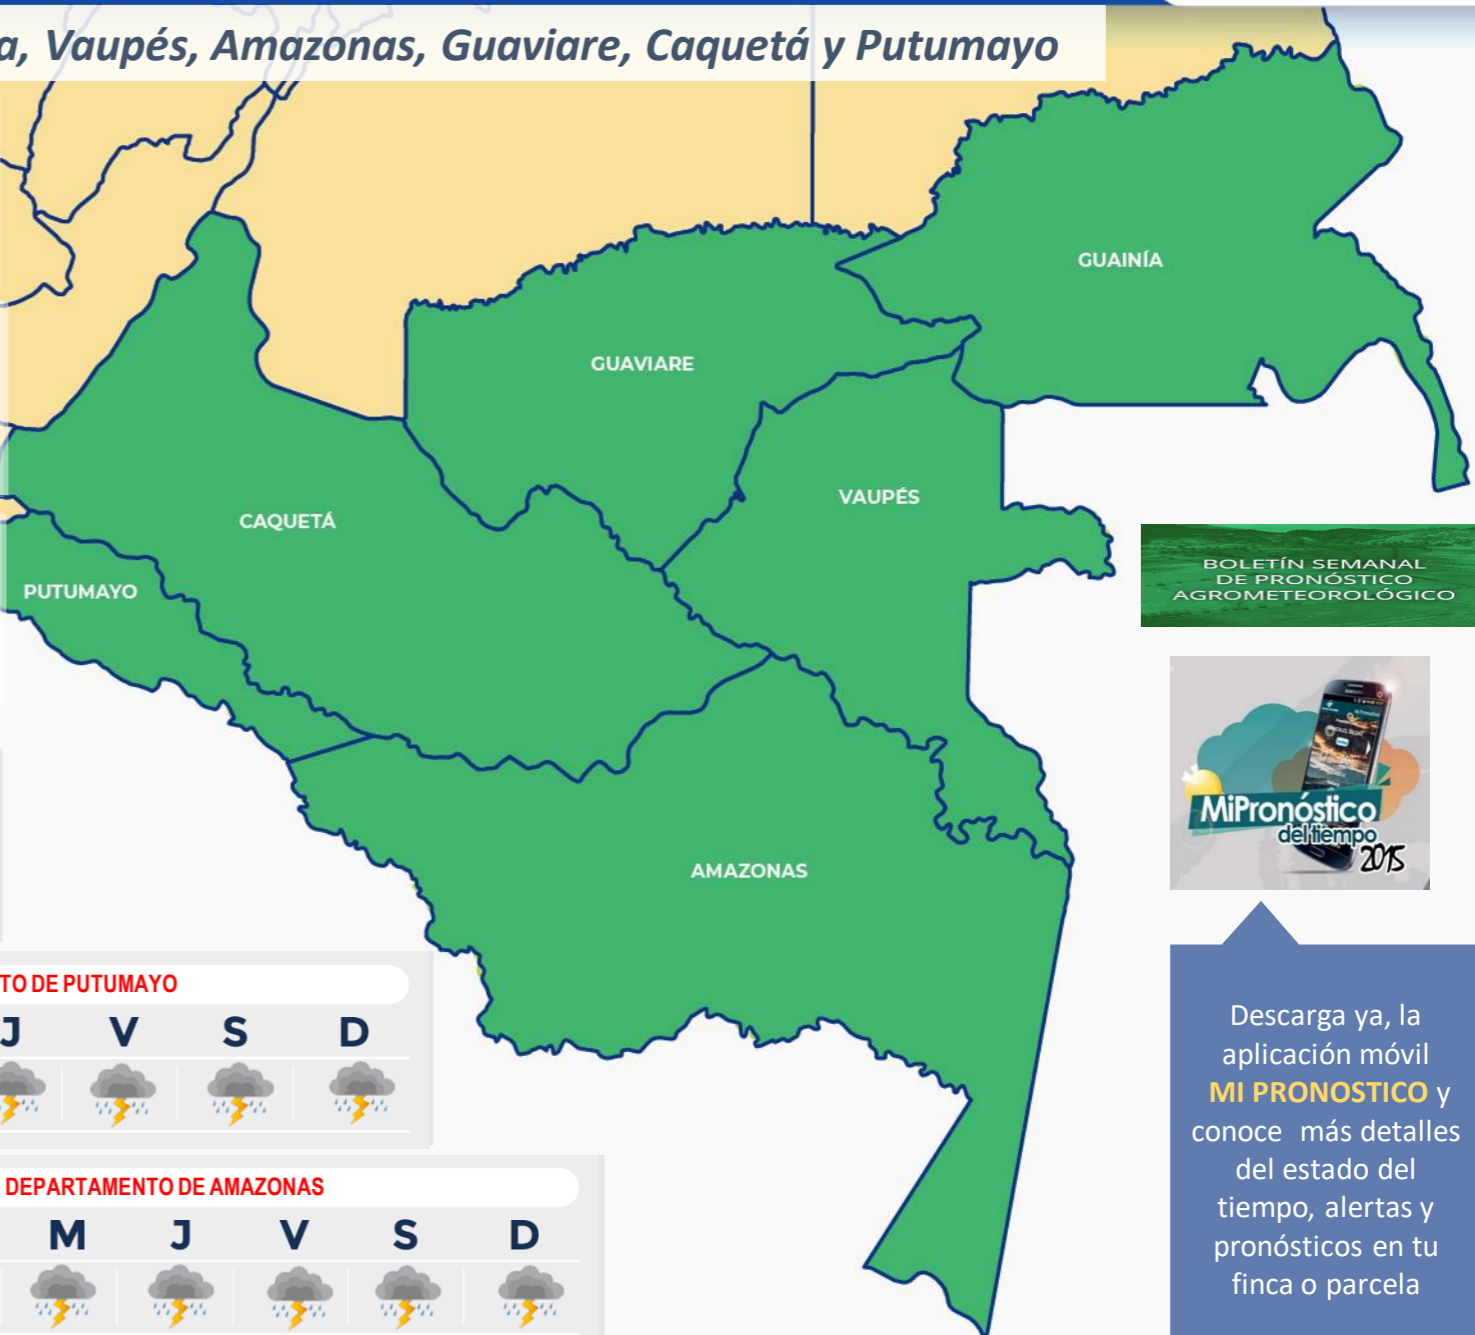 a, Vaupés, Amazonas, Guaviare, Caquetá y Putumayo
GUAINÍA
GUAVIARE
VAUPÉS
CAQUETÁ
PUTUMAYO
AMAZONAS
BOLETÍN SEMANAL
DE PRONÓSTICO
AGROMETEOROLÓGICO
MiPronóstico
del tiempo
2015
Descarga ya, la
aplicación móvil
MI PRONOSTICO y
conoce más detalles
del estado del
tiempo, alertas y
pronósticos en tu
finca o parcela
TO DE PUTUMAYO
J V S D
DEPARTAMENTO DE AMAZONAS
M J V S D